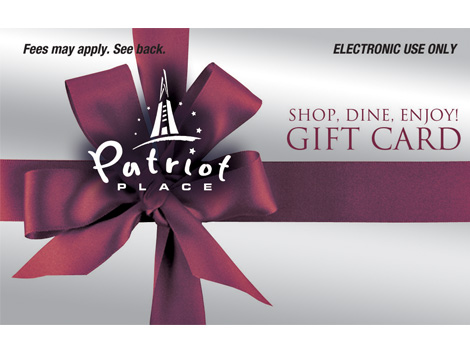 Fees may apply. See back.
ELECTRONIC USE ONLY
SHOP, DINE, ENJOY!
GIFT CARD
Patriot
PLACE